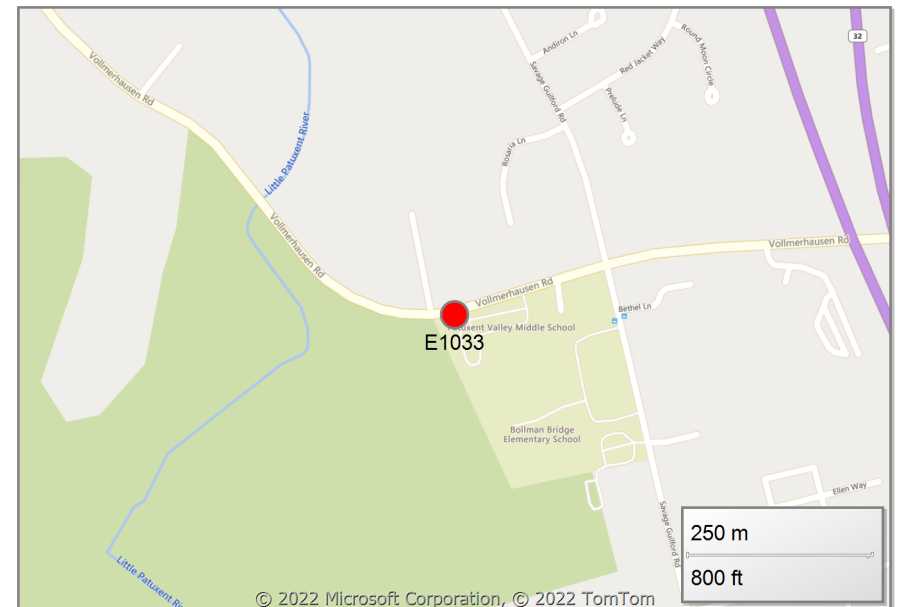 Andiron Ln
Round Moon Circle
32
Vollmerhausen Rd
Red Jacket Way
Savage Guilford Rd
Prelude Ln
Little Patuxent River
Rosaria Ln
Vollmerhausen Rd
Vollmerhausen Rd
Vollmerhausen Rd
Bethel Ln
Patuxent Valley Middle School
E1033
Bollman Bridge
Elementary School
Ellen Way
Savage Guilford Rd
250 m
800 ft
Little Patuxent Ri
© 2022 Microsoft Corporation, © 2022 TomTom